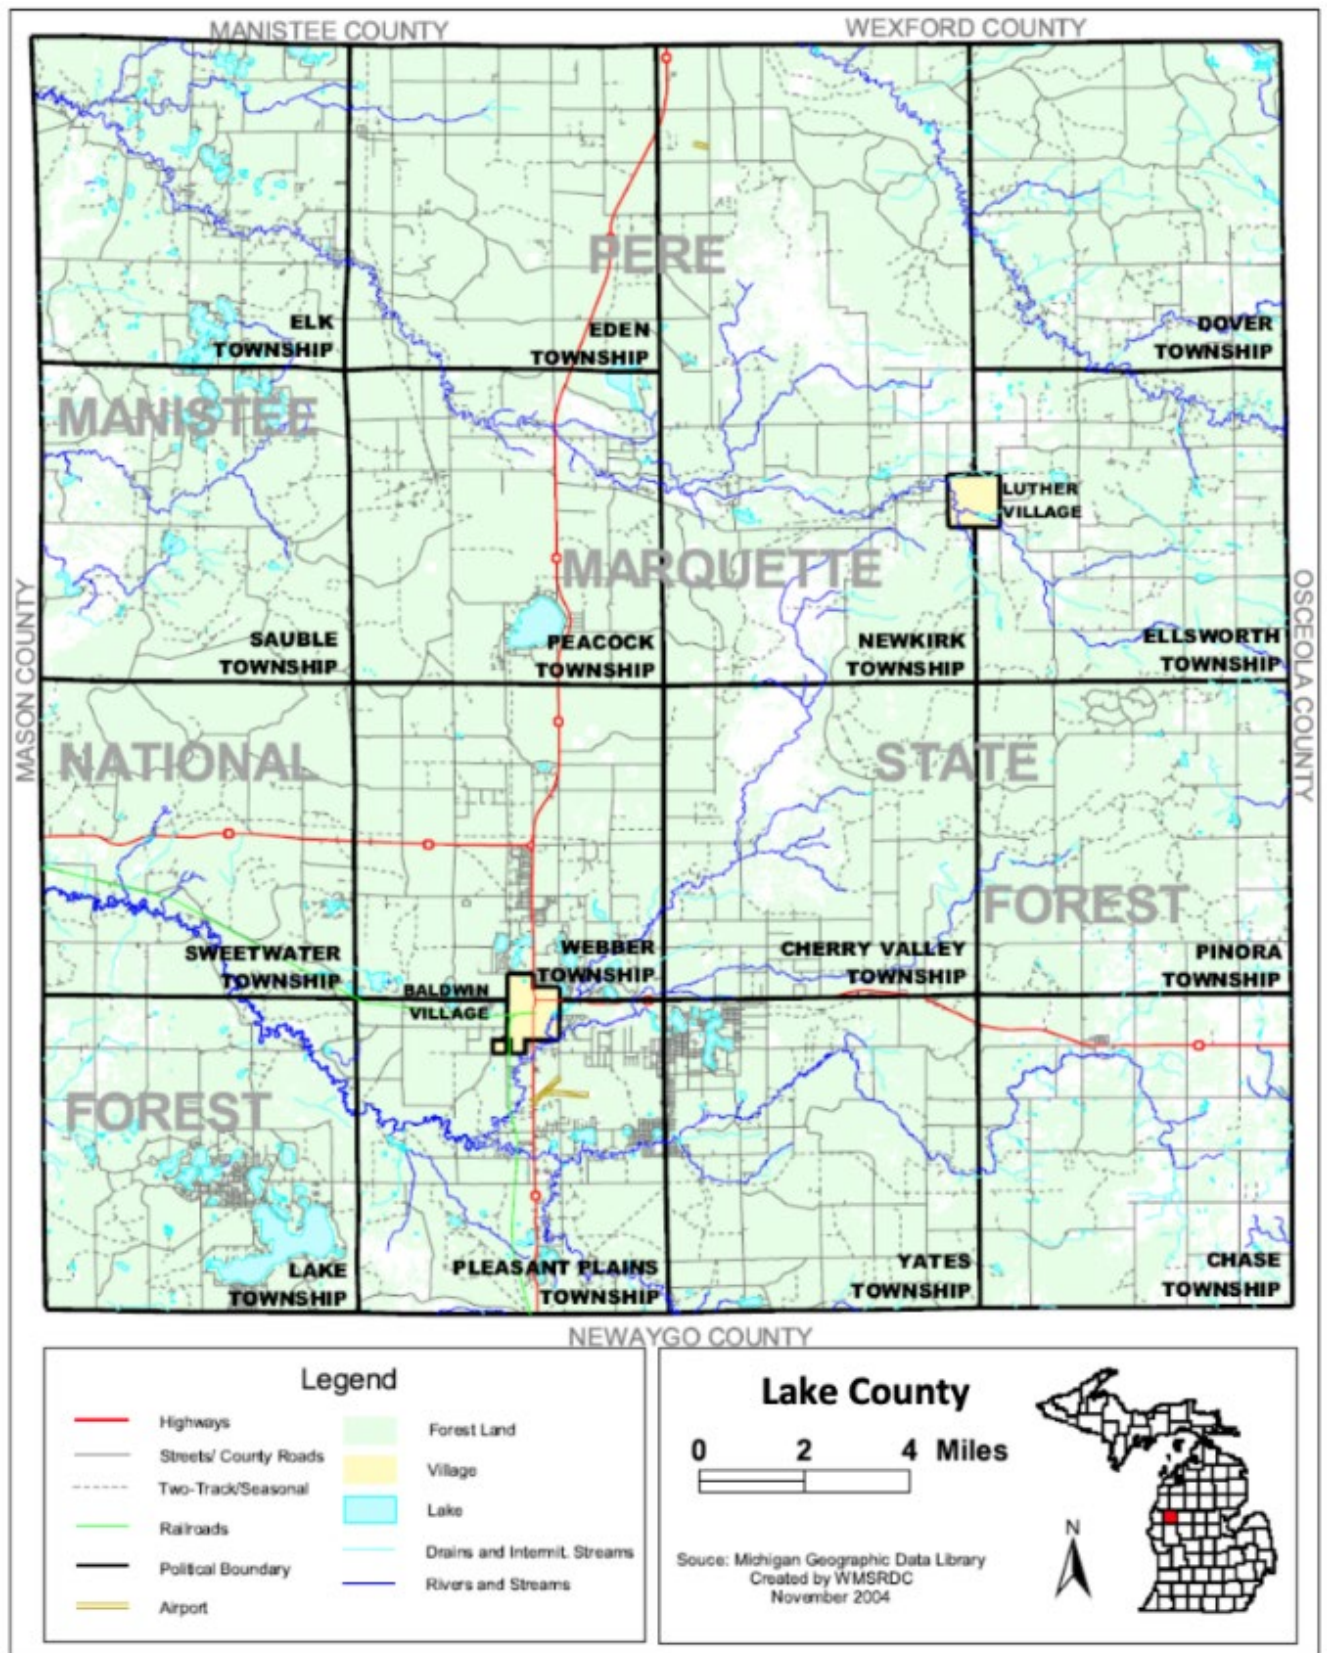 MANISTEE COUNTY
WEXFORD COUNTY
PERE
ELK
TOWNSHIP
EDEN
TOWNSHIP
DOVER
TOWNSHIP
MANISTEE
LUTHER
VILLAGE
MARQUETTE
MASON COUNTY
OSCEOLA COUNTY
SAUBLE
TOWNSHIP
PEACOCK
TOWNSHIP
NEWKIRK
TOWNSHIP
ELLSWORTH
TOWNSHIP
NATIONAL
STATE
FOREST
SWEETWATER
TOWNSHIP
WEBBER
TOWNSHIP
CHERRY VALLEY
TOWNSHIP
PINORA
TOWNSHIP
BALDWIN
VILLAGE
FOREST
LAKE
TOWNSHIP
PLEASANT PLAINS
TOWNSHIP
YATES
TOWNSHIP
CHASE
TOWNSHIP
NEWAYGO COUNTY
Legend
Highways
Streets/ County Roads
Two-Track/Seasonal
Railroads
Political Boundary
Airport
Forest Land
Village
Lake
Drains and Intermit. Streams
Rivers and Streams
Lake County
0 2 4 Miles
Souce: Michigan Geographic Data Library
Created by WMSRDC
November 2004
N